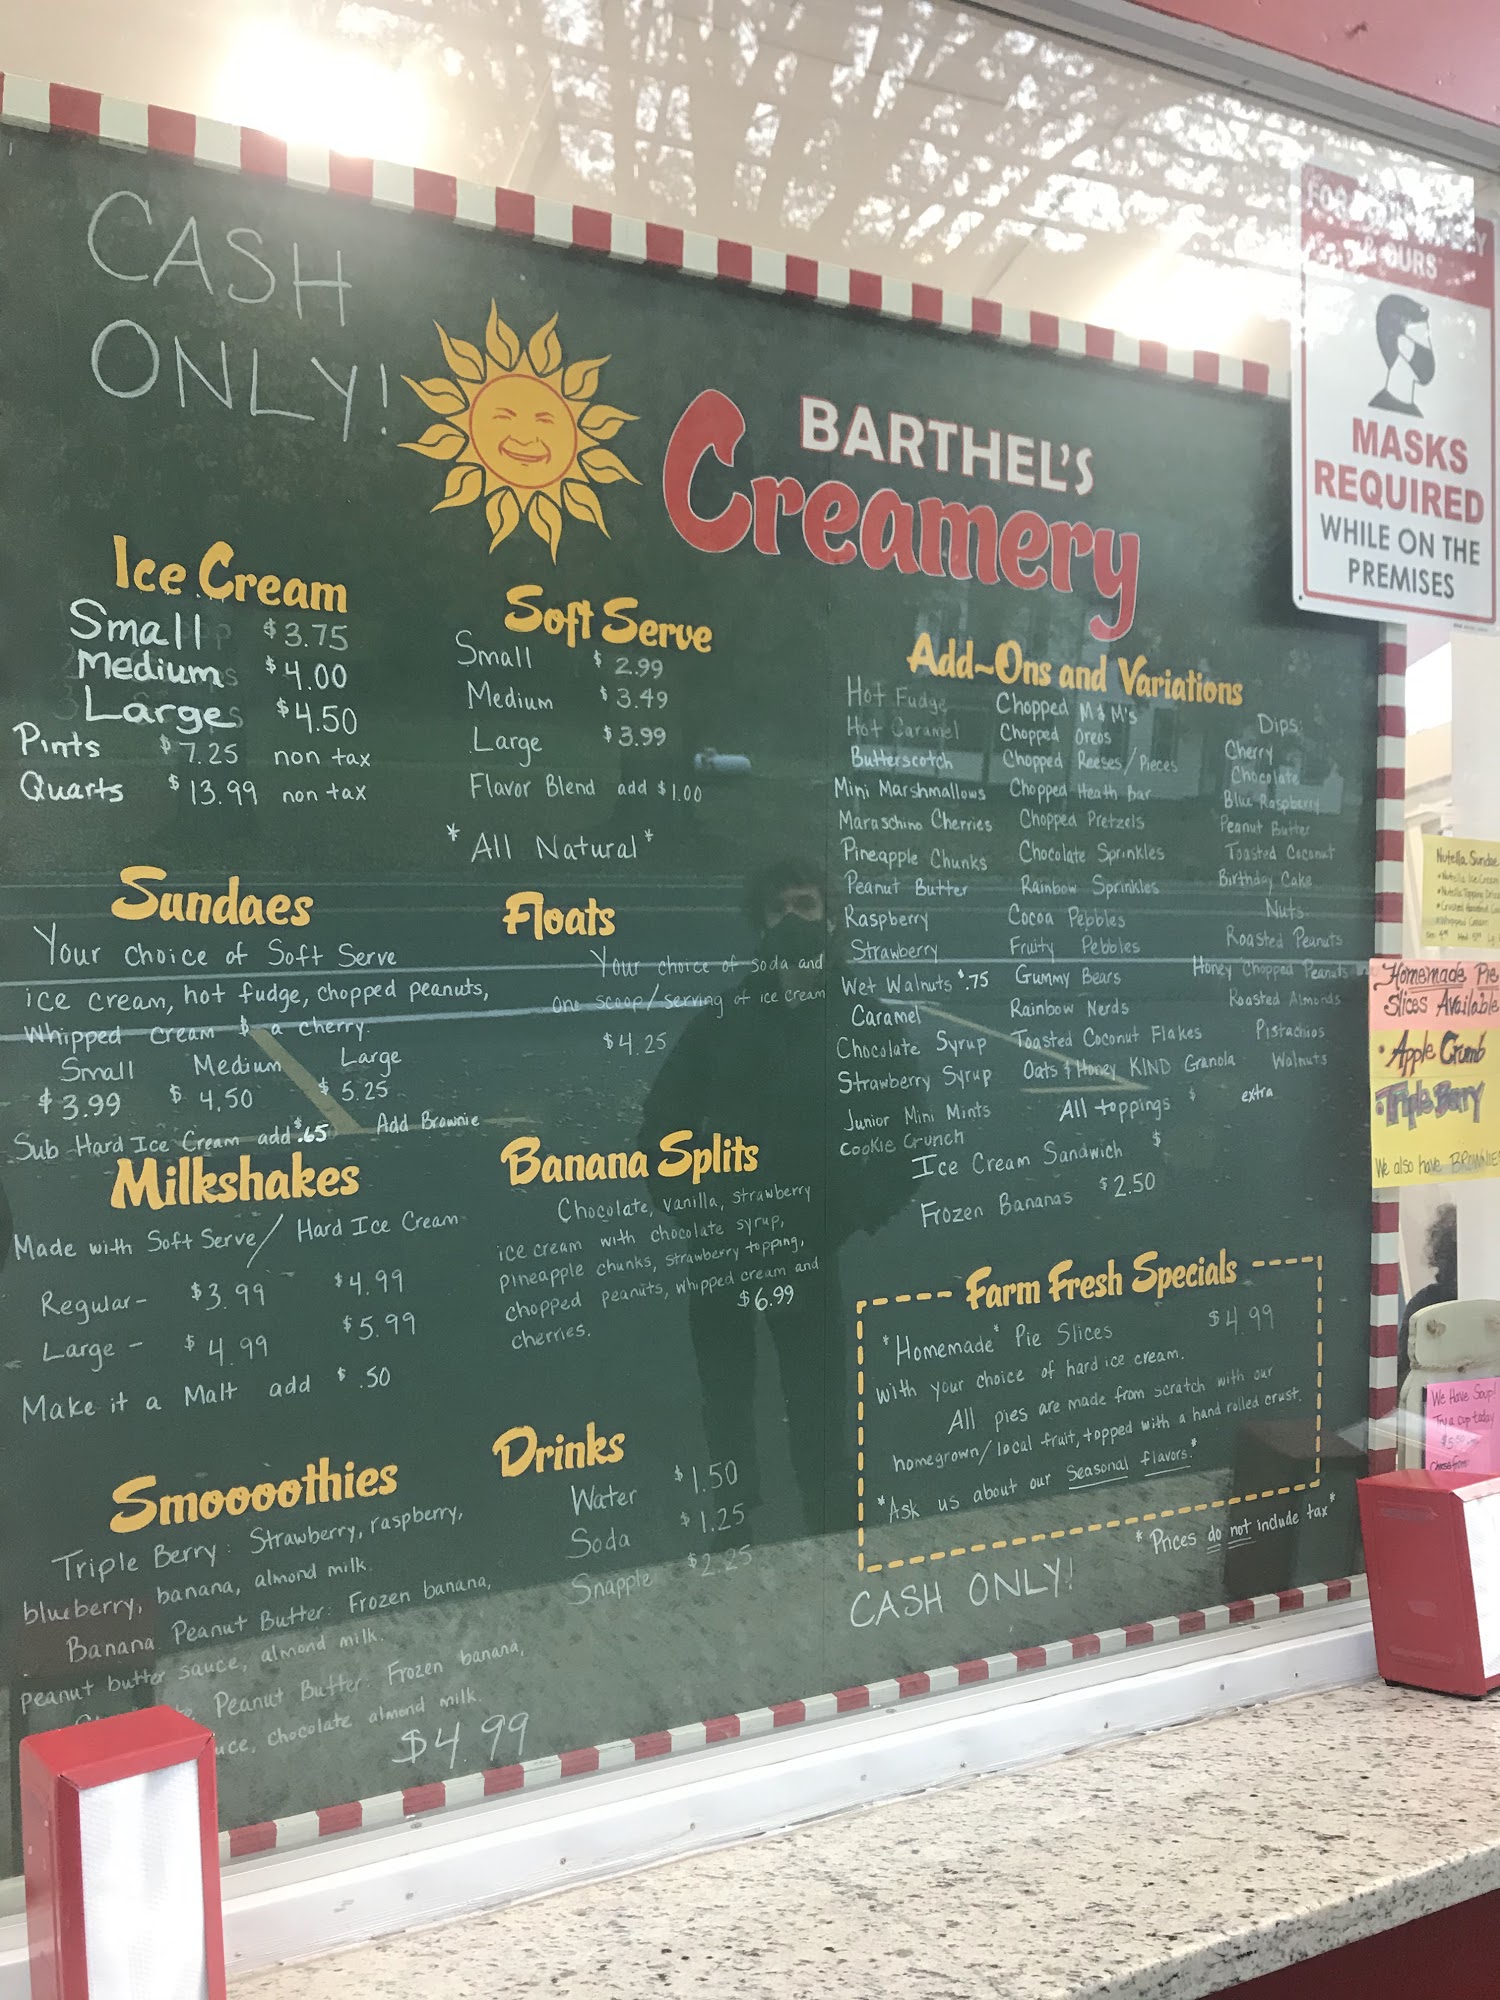 CASH
ONLY!
BARTHEL'S
Creamery
Ice Cream
Small $3.75
Medium $4.00
Large $4.50
Pints $7.25 non tax
Quarts $13.99 non tax
Soft Serve
Small $2.99
Medium $3.49
Large $3.99
Flavor Blend add $1.00
*All Natural*
Sundaes
Your choice of Soft Serve
ice cream, hot fudge, chopped peanuts,
Whipped cream & a cherry.
Small Medium Large
$3.99 $4.50 $5.25
Sub Hard Ice Cream add $.65 Add Brownie
Floats
Your choice of soda and
one scoop/serving of ice cream
$4.25
Milkshakes
Made with Soft Serve/ Hard Ice Cream
Regular- $3.99 $4.99
Large- $4.99 $5.99
Make it a Malt add $.50
Banana Splits
Chocolate, vanilla, strawberry
ice cream with chocolate syrup,
pineapple chunks, strawberry topping,
chopped peanuts, whipped cream and
cherries. $6.99
Smoooothies
Triple Berry: Strawberry, raspberry,
blueberry, banana, almond milk.
Banana Peanut Butter: Frozen banana,
peanut butter sauce, almond milk.
Peanut Butter: Frozen banana,
chocolate almond milk.
$4.99
Drinks
Water $1.50
Soda $1.25
Snapple $2.25
Add-Ons and Variations
Hot Fudge
Hot Caramel
Butterscotch
Mini Marshmallows
Maraschino Cherries
Pineapple Chunks
Peanut Butter
Raspberry
Strawberry
Wet Walnuts $.75
Caramel
Chocolate Syrup
Strawberry Syrup
Junior Mini Mints
Cookie Crunch
Chopped M&M's
Chopped Oreos
Chopped Reeses/Pieces
Chopped Heath Bar
Chopped Pretzels
Chocolate Sprinkles
Rainbow Sprinkles
Cocoa Pebbles
Fruity Pebbles
Gummy Bears
Rainbow Nerds
Toasted Coconut Flakes
Oats & Honey KIND Granola
Dips:
Cherry
Chocolate
Blue Raspberry
Peanut Butter
Toasted Coconut
Birthday Cake
Nuts
Roasted Peanuts
Honey Chopped Peanuts
Roasted Almonds
Pistachios
Walnuts
All toppings $ extra
Ice Cream Sandwich $
Frozen Bananas $2.50
Farm Fresh Specials
*Homemade* Pie Slices $4.99
with your choice of hard ice cream.
All pies are made from scratch with our
homegrown/local fruit, topped with a hand rolled crust.
*Ask us about our Seasonal flavors.*
*Prices do not include tax*
CASH ONLY!
& OURS
MASKS
REQUIRED
WHILE ON THE
PREMISES
Nutella Sundae
Nutella Ice Cream
Nutella Topping
Whipped Cream
Homemade Pie
Slices Available
• Apple Crumb
• Triple Berry
We also have BROWNIES
We Have Soup!
Try a cup today